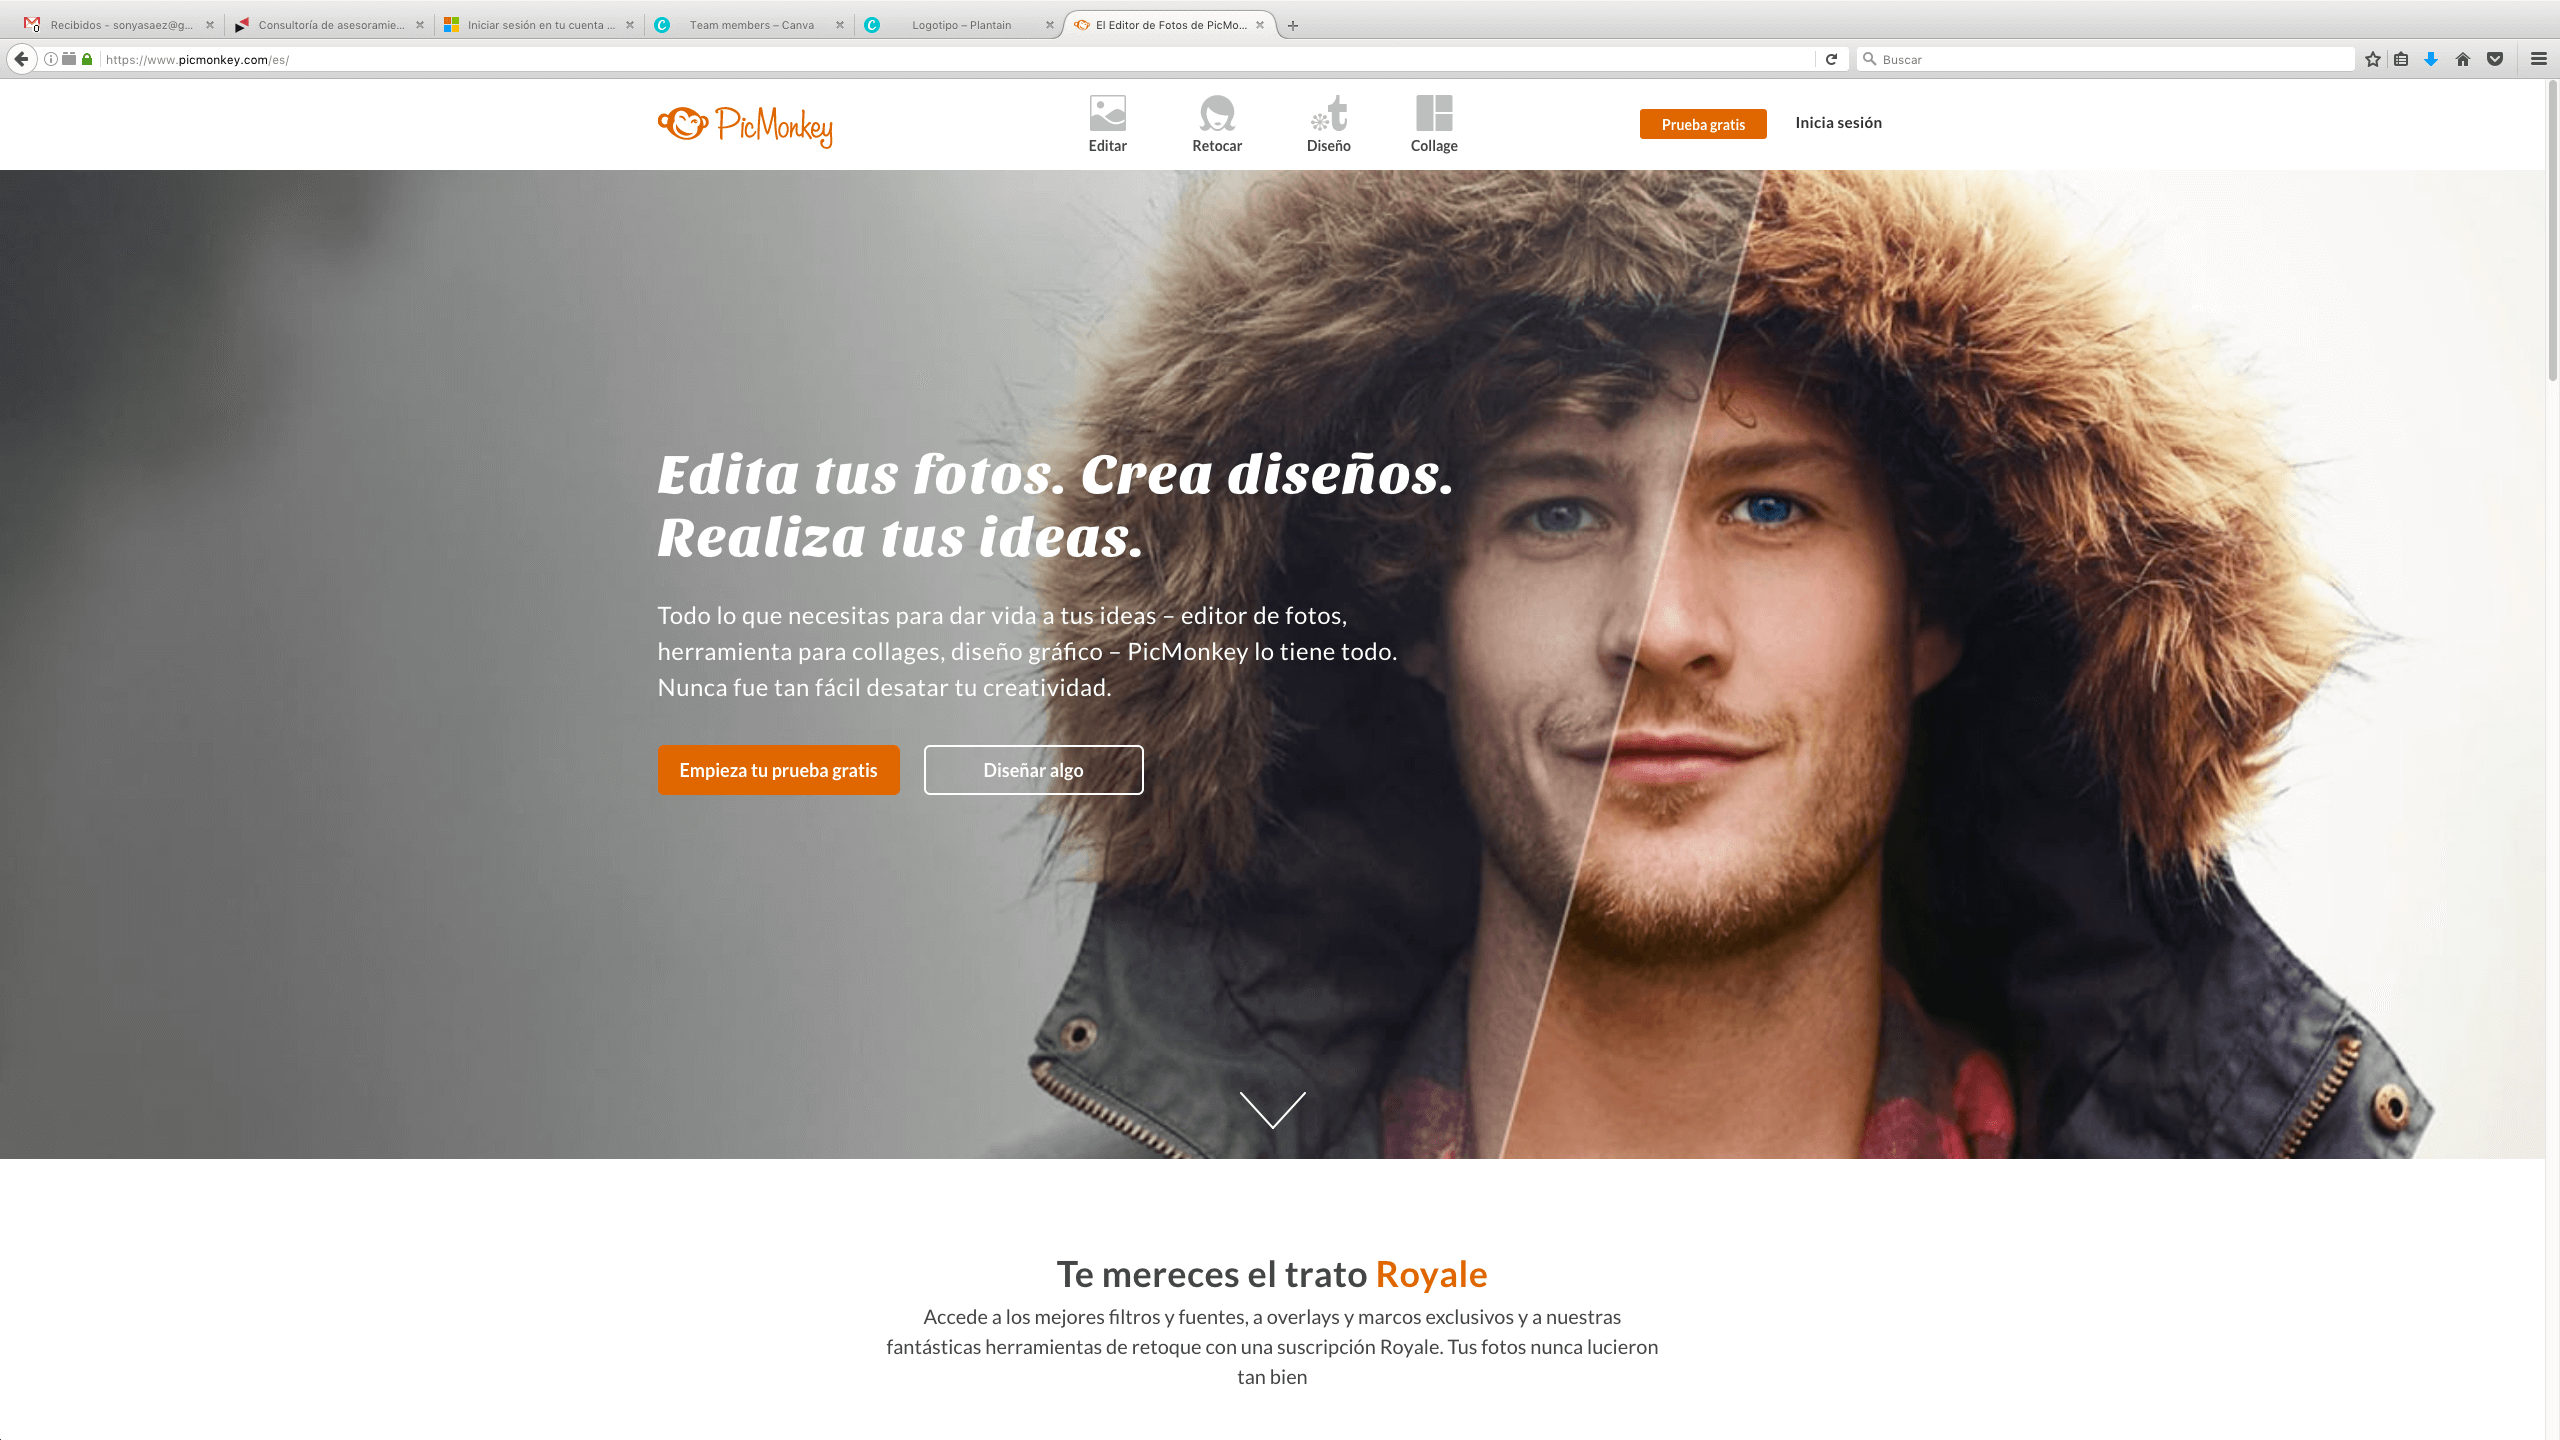 Recibidos - sonyasaez@g...
Consultoría de asesoramie...
Iniciar sesión en tu cuenta ...
Team members – Canva
Logotipo – Plantain
El Editor de Fotos de PicMo...
https://www.picmonkey.com/es/
Buscar
PicMonkey
Editar
Retocar
Diseño
Collage
Prueba gratis
Inicia sesión
Edita tus fotos. Crea diseños.
Realiza tus ideas.
Todo lo que necesitas para dar vida a tus ideas – editor de fotos,
herramienta para collages, diseño gráfico – PicMonkey lo tiene todo.
Nunca fue tan fácil desatar tu creatividad.
Empieza tu prueba gratis
Diseñar algo
Te mereces el trato Royale
Accede a los mejores filtros y fuentes, a overlays y marcos exclusivos y a nuestras
fantásticas herramientas de retoque con una suscripción Royale. Tus fotos nunca lucieron
tan bien